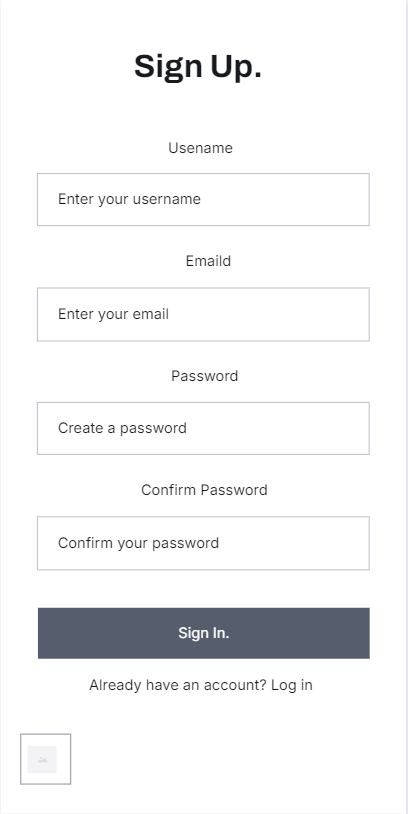 Sign Up.
Usename
Enter your username
Emaild
Enter your email
Password
Create a password
Confirm Password
Confirm your password
Sign In.
Already have an account? Log in